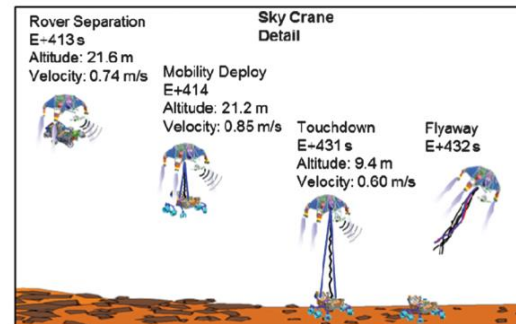 Sky Crane
Detail
Rover Separation
E+413 s
Altitude: 21.6 m
Velocity: 0.74 m/s
Mobility Deploy
E+414
Altitude: 21.2 m
Velocity: 0.85 m/s
Touchdown
E+431 s
Altitude: 9.4 m
Velocity: 0.60 m/s
Flyaway
E+432 s